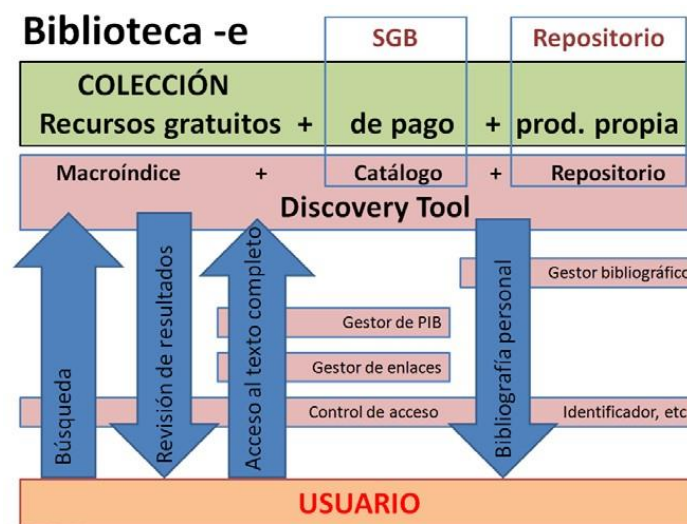 Biblioteca -e
SGB
Repositorio
COLECCIÓN
Recursos gratuitos + de pago + prod. propia
Macroíndice + Catálogo + Repositorio
Discovery Tool
Búsqueda
Revisión de resultados
Acceso al texto completo
Bibliografía personal
Gestor bibliográfico
Gestor de PIB
Gestor de enlaces
Control de acceso
Identificador, etc
USUARIO